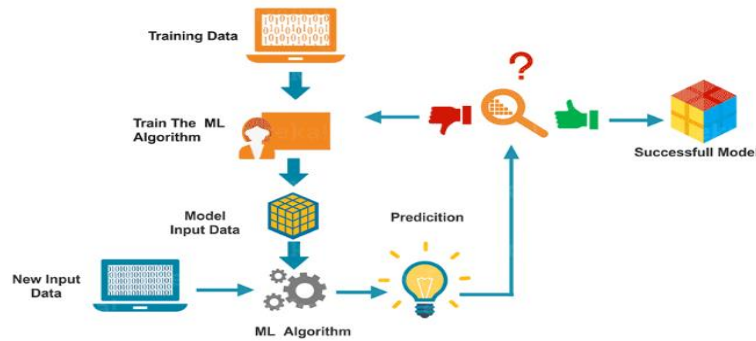 Training Data
Train The ML
Algorithm
?
Successfull Model
Model
Input Data
Predicition
New Input
Data
ML Algorithm